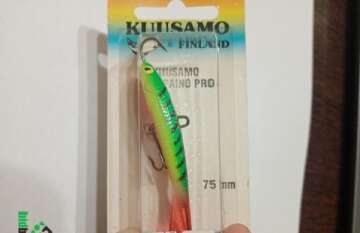 KUUSAMO
FINLAND
KUUSAMO
PRO
75 mm